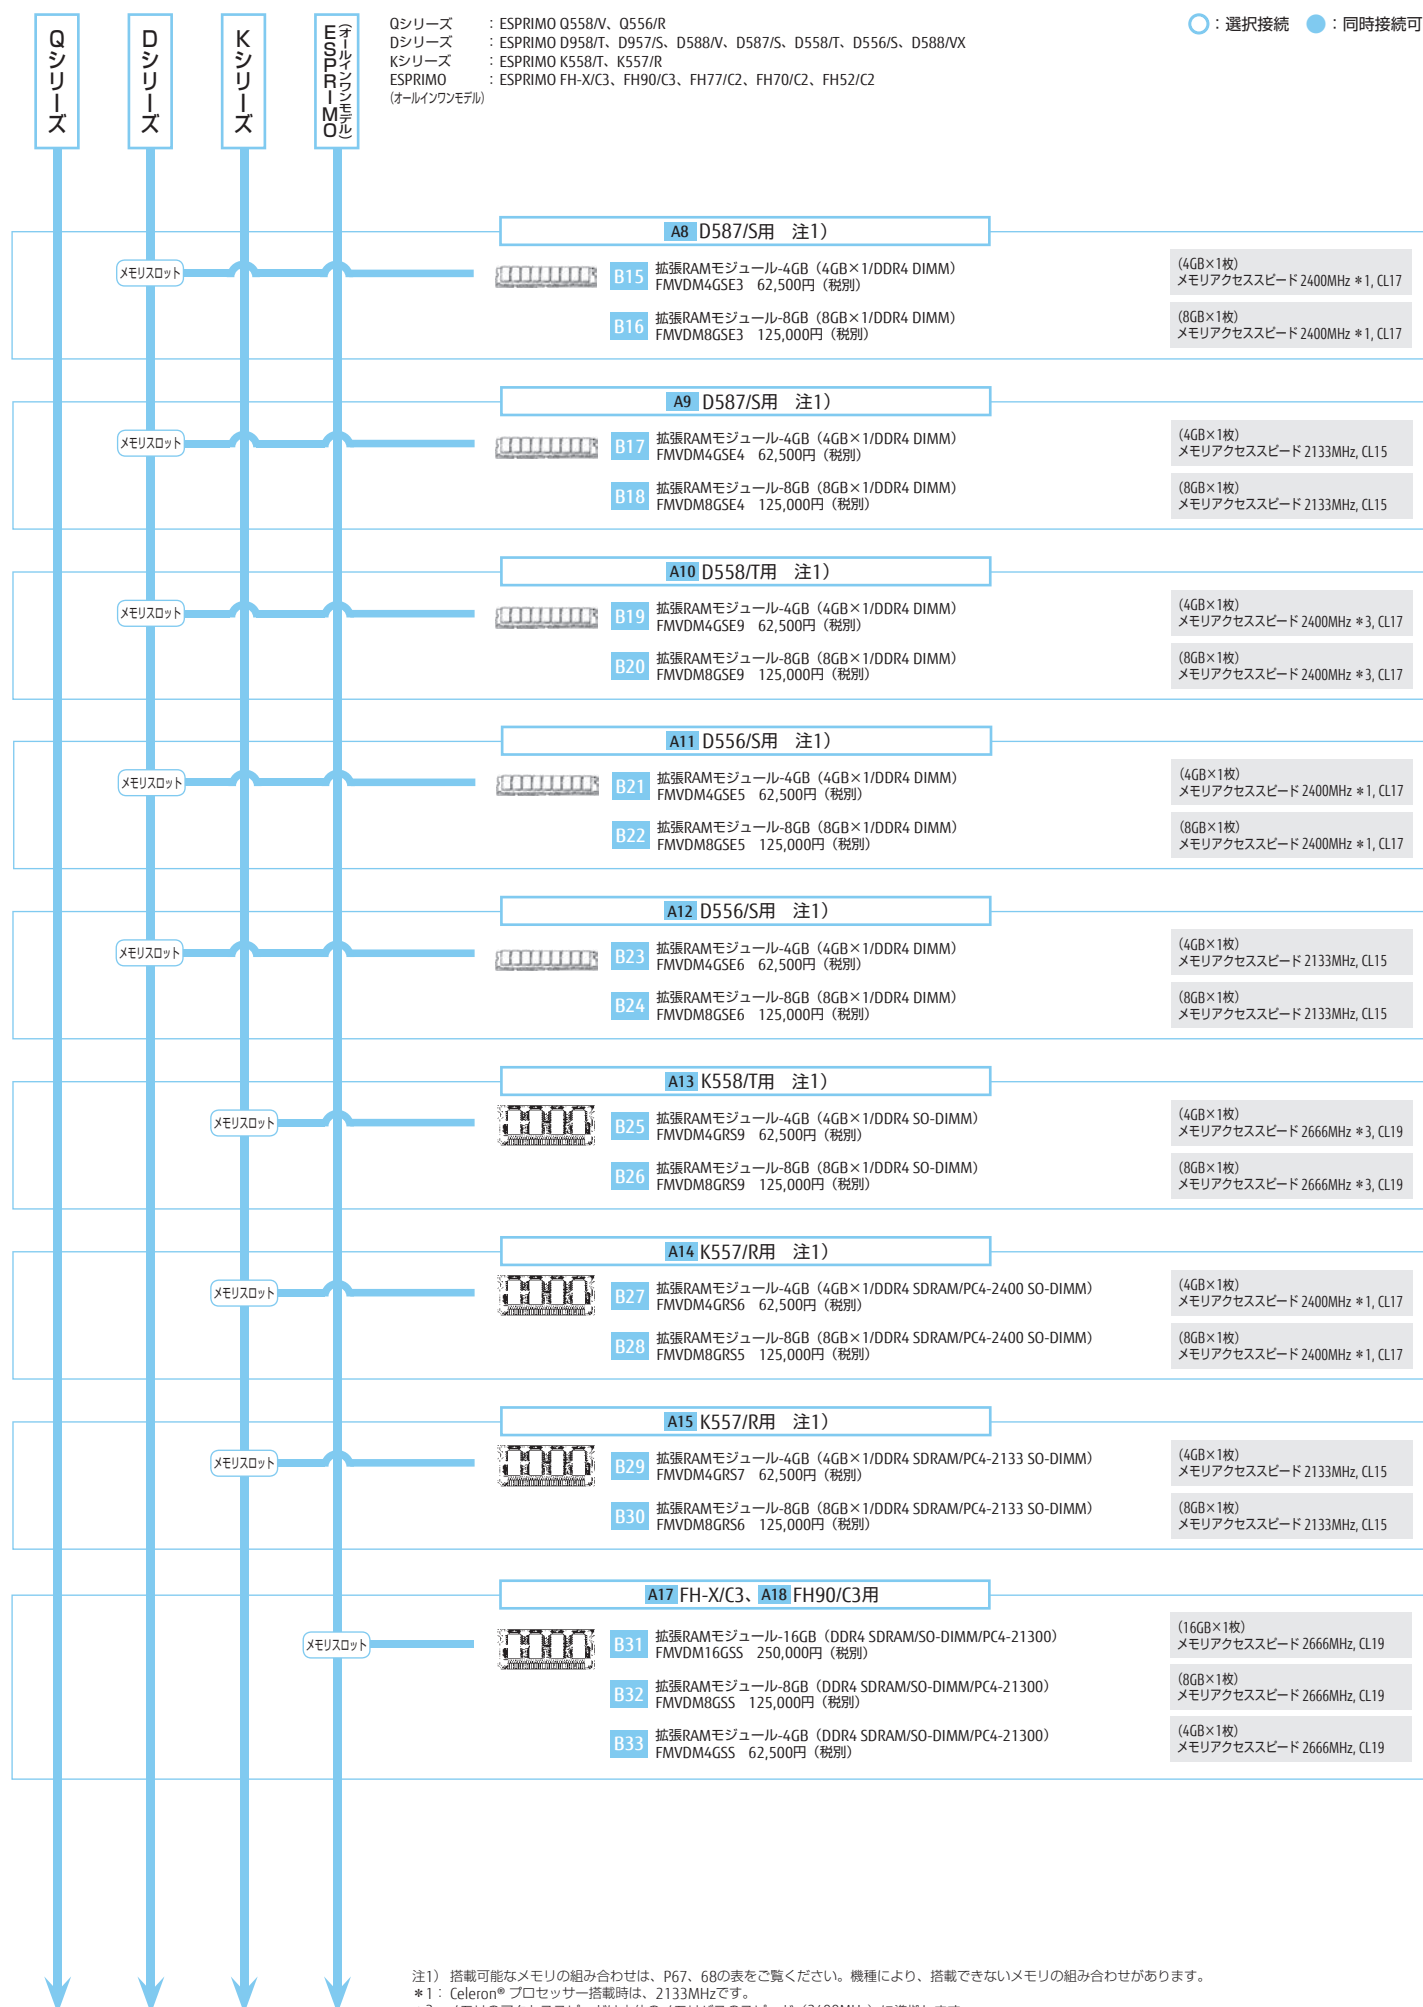 Qシリーズ
Dシリーズ
Kシリーズ
ESPRIMO
(オールインワンモデル)
Qシリーズ ：ESPRIMO Q558/V、Q556/R
Dシリーズ ：ESPRIMO D958/T、D957/S、D588/V、D587/S、D558/T、D556/S、D588/VX
Kシリーズ ：ESPRIMO K558/T、K557/R
ESPRIMO ：ESPRIMO FH-X/C3、FH90/C3、FH77/C2、FH70/C2、FH52/C2
(オールインワンモデル)
：選択接続 ：同時接続可
A8 D587/S用 注1)
メモリスロット
B15 拡張RAMモジュール-4GB（4GB×1/DDR4 DIMM）
FMVDM4GSE3 62,500円（税別）
(4GB×1枚)
メモリアクセススピード 2400MHz ＊1, CL17
B16 拡張RAMモジュール-8GB（8GB×1/DDR4 DIMM）
FMVDM8GSE3 125,000円（税別）
(8GB×1枚)
メモリアクセススピード 2400MHz ＊1, CL17
A9 D587/S用 注1)
メモリスロット
B17 拡張RAMモジュール-4GB（4GB×1/DDR4 DIMM）
FMVDM4GSE4 62,500円（税別）
(4GB×1枚)
メモリアクセススピード 2133MHz, CL15
B18 拡張RAMモジュール-8GB（8GB×1/DDR4 DIMM）
FMVDM8GSE4 125,000円（税別）
(8GB×1枚)
メモリアクセススピード 2133MHz, CL15
A10 D558/T用 注1)
メモリスロット
B19 拡張RAMモジュール-4GB（4GB×1/DDR4 DIMM）
FMVDM4GSE9 62,500円（税別）
(4GB×1枚)
メモリアクセススピード 2400MHz ＊3, CL17
B20 拡張RAMモジュール-8GB（8GB×1/DDR4 DIMM）
FMVDM8GSE9 125,000円（税別）
(8GB×1枚)
メモリアクセススピード 2400MHz ＊3, CL17
A11 D556/S用 注1)
メモリスロット
B21 拡張RAMモジュール-4GB（4GB×1/DDR4 DIMM）
FMVDM4GSE5 62,500円（税別）
(4GB×1枚)
メモリアクセススピード 2400MHz ＊1, CL17
B22 拡張RAMモジュール-8GB（8GB×1/DDR4 DIMM）
FMVDM8GSE5 125,000円（税別）
(8GB×1枚)
メモリアクセススピード 2400MHz ＊1, CL17
A12 D556/S用 注1)
メモリスロット
B23 拡張RAMモジュール-4GB（4GB×1/DDR4 DIMM）
FMVDM4GSE6 62,500円（税別）
(4GB×1枚)
メモリアクセススピード 2133MHz, CL15
B24 拡張RAMモジュール-8GB（8GB×1/DDR4 DIMM）
FMVDM8GSE6 125,000円（税別）
(8GB×1枚)
メモリアクセススピード 2133MHz, CL15
A13 K558/T用 注1)
メモリスロット
B25 拡張RAMモジュール-4GB（4GB×1/DDR4 SO-DIMM）
FMVDM4GRS9 62,500円（税別）
(4GB×1枚)
メモリアクセススピード 2666MHz ＊3, CL19
B26 拡張RAMモジュール-8GB（8GB×1/DDR4 SO-DIMM）
FMVDM8GRS9 125,000円（税別）
(8GB×1枚)
メモリアクセススピード 2666MHz ＊3, CL19
A14 K557/R用 注1)
メモリスロット
B27 拡張RAMモジュール-4GB（4GB×1/DDR4 SDRAM/PC4-2400 SO-DIMM）
FMVDM4GRS6 62,500円（税別）
(4GB×1枚)
メモリアクセススピード 2400MHz ＊1, CL17
B28 拡張RAMモジュール-8GB（8GB×1/DDR4 SDRAM/PC4-2400 SO-DIMM）
FMVDM8GRS5 125,000円（税別）
(8GB×1枚)
メモリアクセススピード 2400MHz ＊1, CL17
A15 K557/R用 注1)
メモリスロット
B29 拡張RAMモジュール-4GB（4GB×1/DDR4 SDRAM/PC4-2133 SO-DIMM）
FMVDM4GRS7 62,500円（税別）
(4GB×1枚)
メモリアクセススピード 2133MHz, CL15
B30 拡張RAMモジュール-8GB（8GB×1/DDR4 SDRAM/PC4-2133 SO-DIMM）
FMVDM8GRS6 125,000円（税別）
(8GB×1枚)
メモリアクセススピード 2133MHz, CL15
A17 FH-X/C3、A18 FH90/C3用
メモリスロット
B31 拡張RAMモジュール-16GB（DDR4 SDRAM/SO-DIMM/PC4-21300）
FMVDM16GSS 250,000円（税別）
(16GB×1枚)
メモリアクセススピード 2666MHz, CL19
B32 拡張RAMモジュール-8GB（DDR4 SDRAM/SO-DIMM/PC4-21300）
FMVDM8GSS 125,000円（税別）
(8GB×1枚)
メモリアクセススピード 2666MHz, CL19
B33 拡張RAMモジュール-4GB（DDR4 SDRAM/SO-DIMM/PC4-21300）
FMVDM4GSS 62,500円（税別）
(4GB×1枚)
メモリアクセススピード 2666MHz, CL19
注1） 搭載可能なメモリの組み合わせは、P67、68の表をご覧ください。機種により、搭載できないメモリの組み合わせがあります。
＊1： Celeron® プロセッサー搭載時は、2133MHzです。